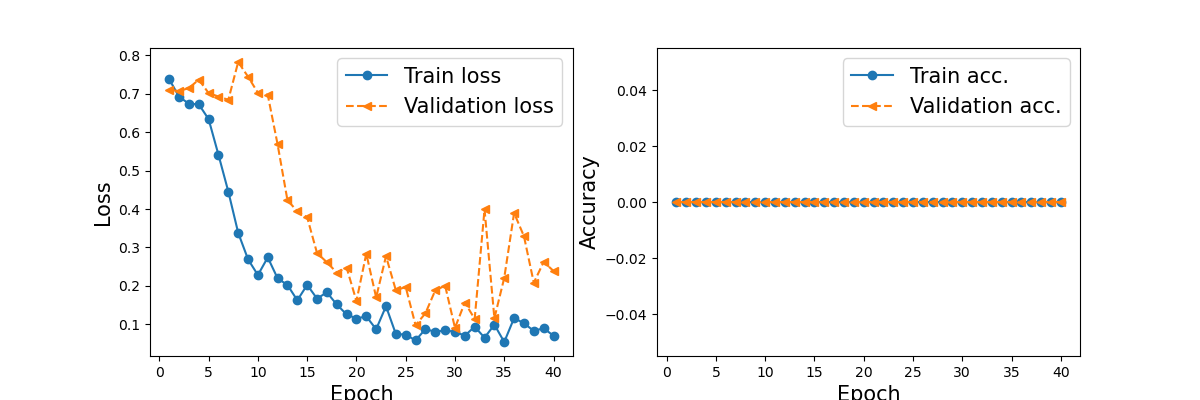 0.8
0.7
0.6
0.5
0.4
0.3
0.2
0.1
Loss
Train loss
Validation loss
0 5 10 15 20 25 30 35 40
Epoch
0.04
0.02
0.00
−0.02
−0.04
Accuracy
Train acc.
Validation acc.
0 5 10 15 20 25 30 35 40
Epoch